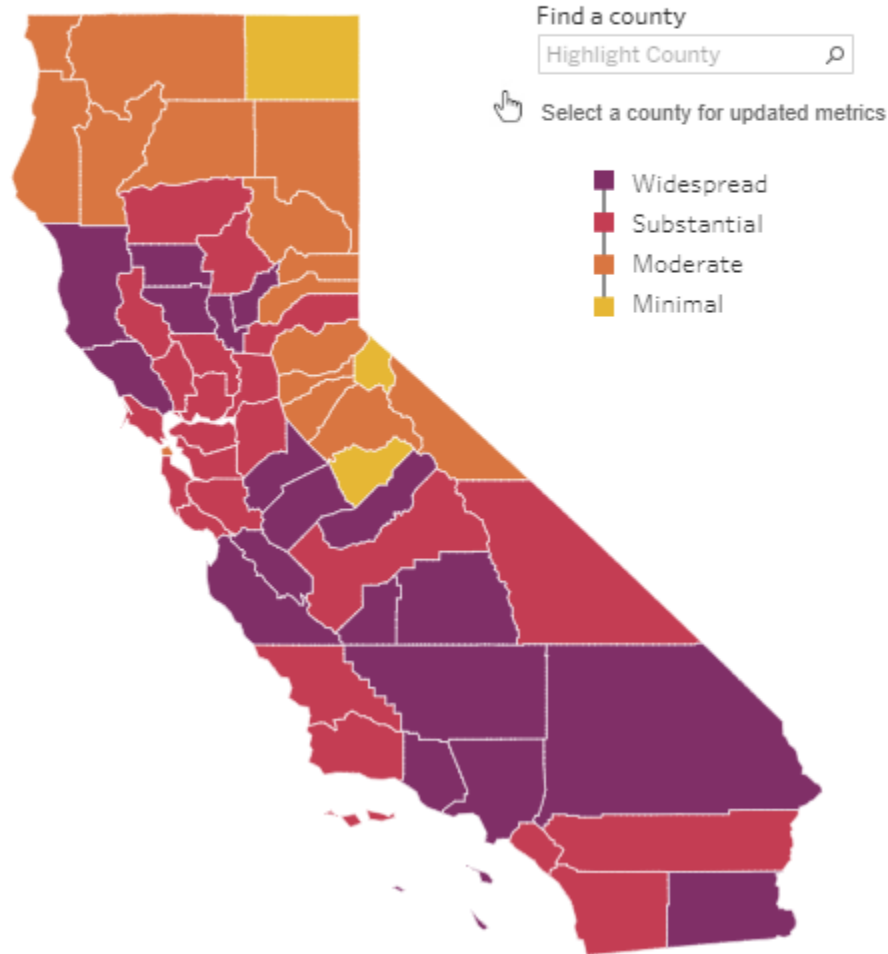 Find a county
Highlight County
Select a county for updated metrics
Widespread
Substantial
Moderate
Minimal